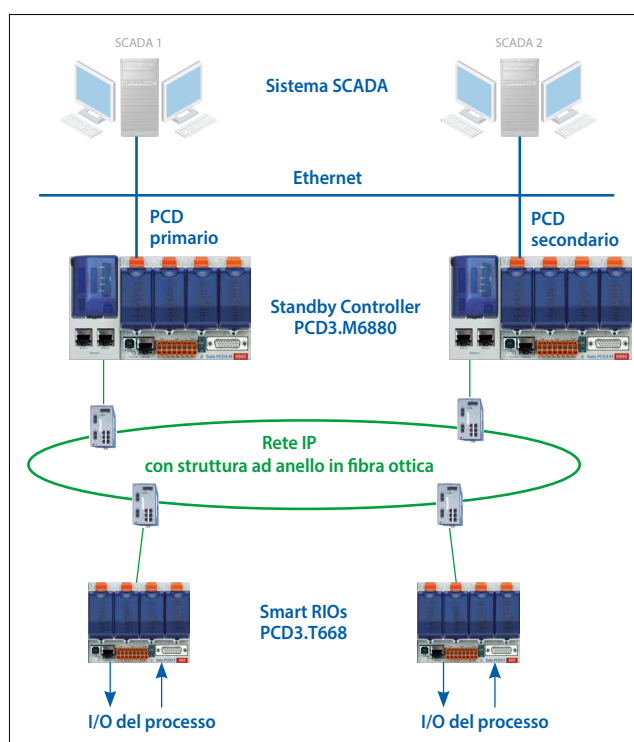 SCADA 1
SCADA 2
Sistema SCADA
Ethernet
PCD
primario
PCD
secondario
Standby Controller
PCD3.M6880
Rete IP
con struttura ad anello in fibra ottica
Smart RIOs
PCD3.T668
I/O del processo
I/O del processo